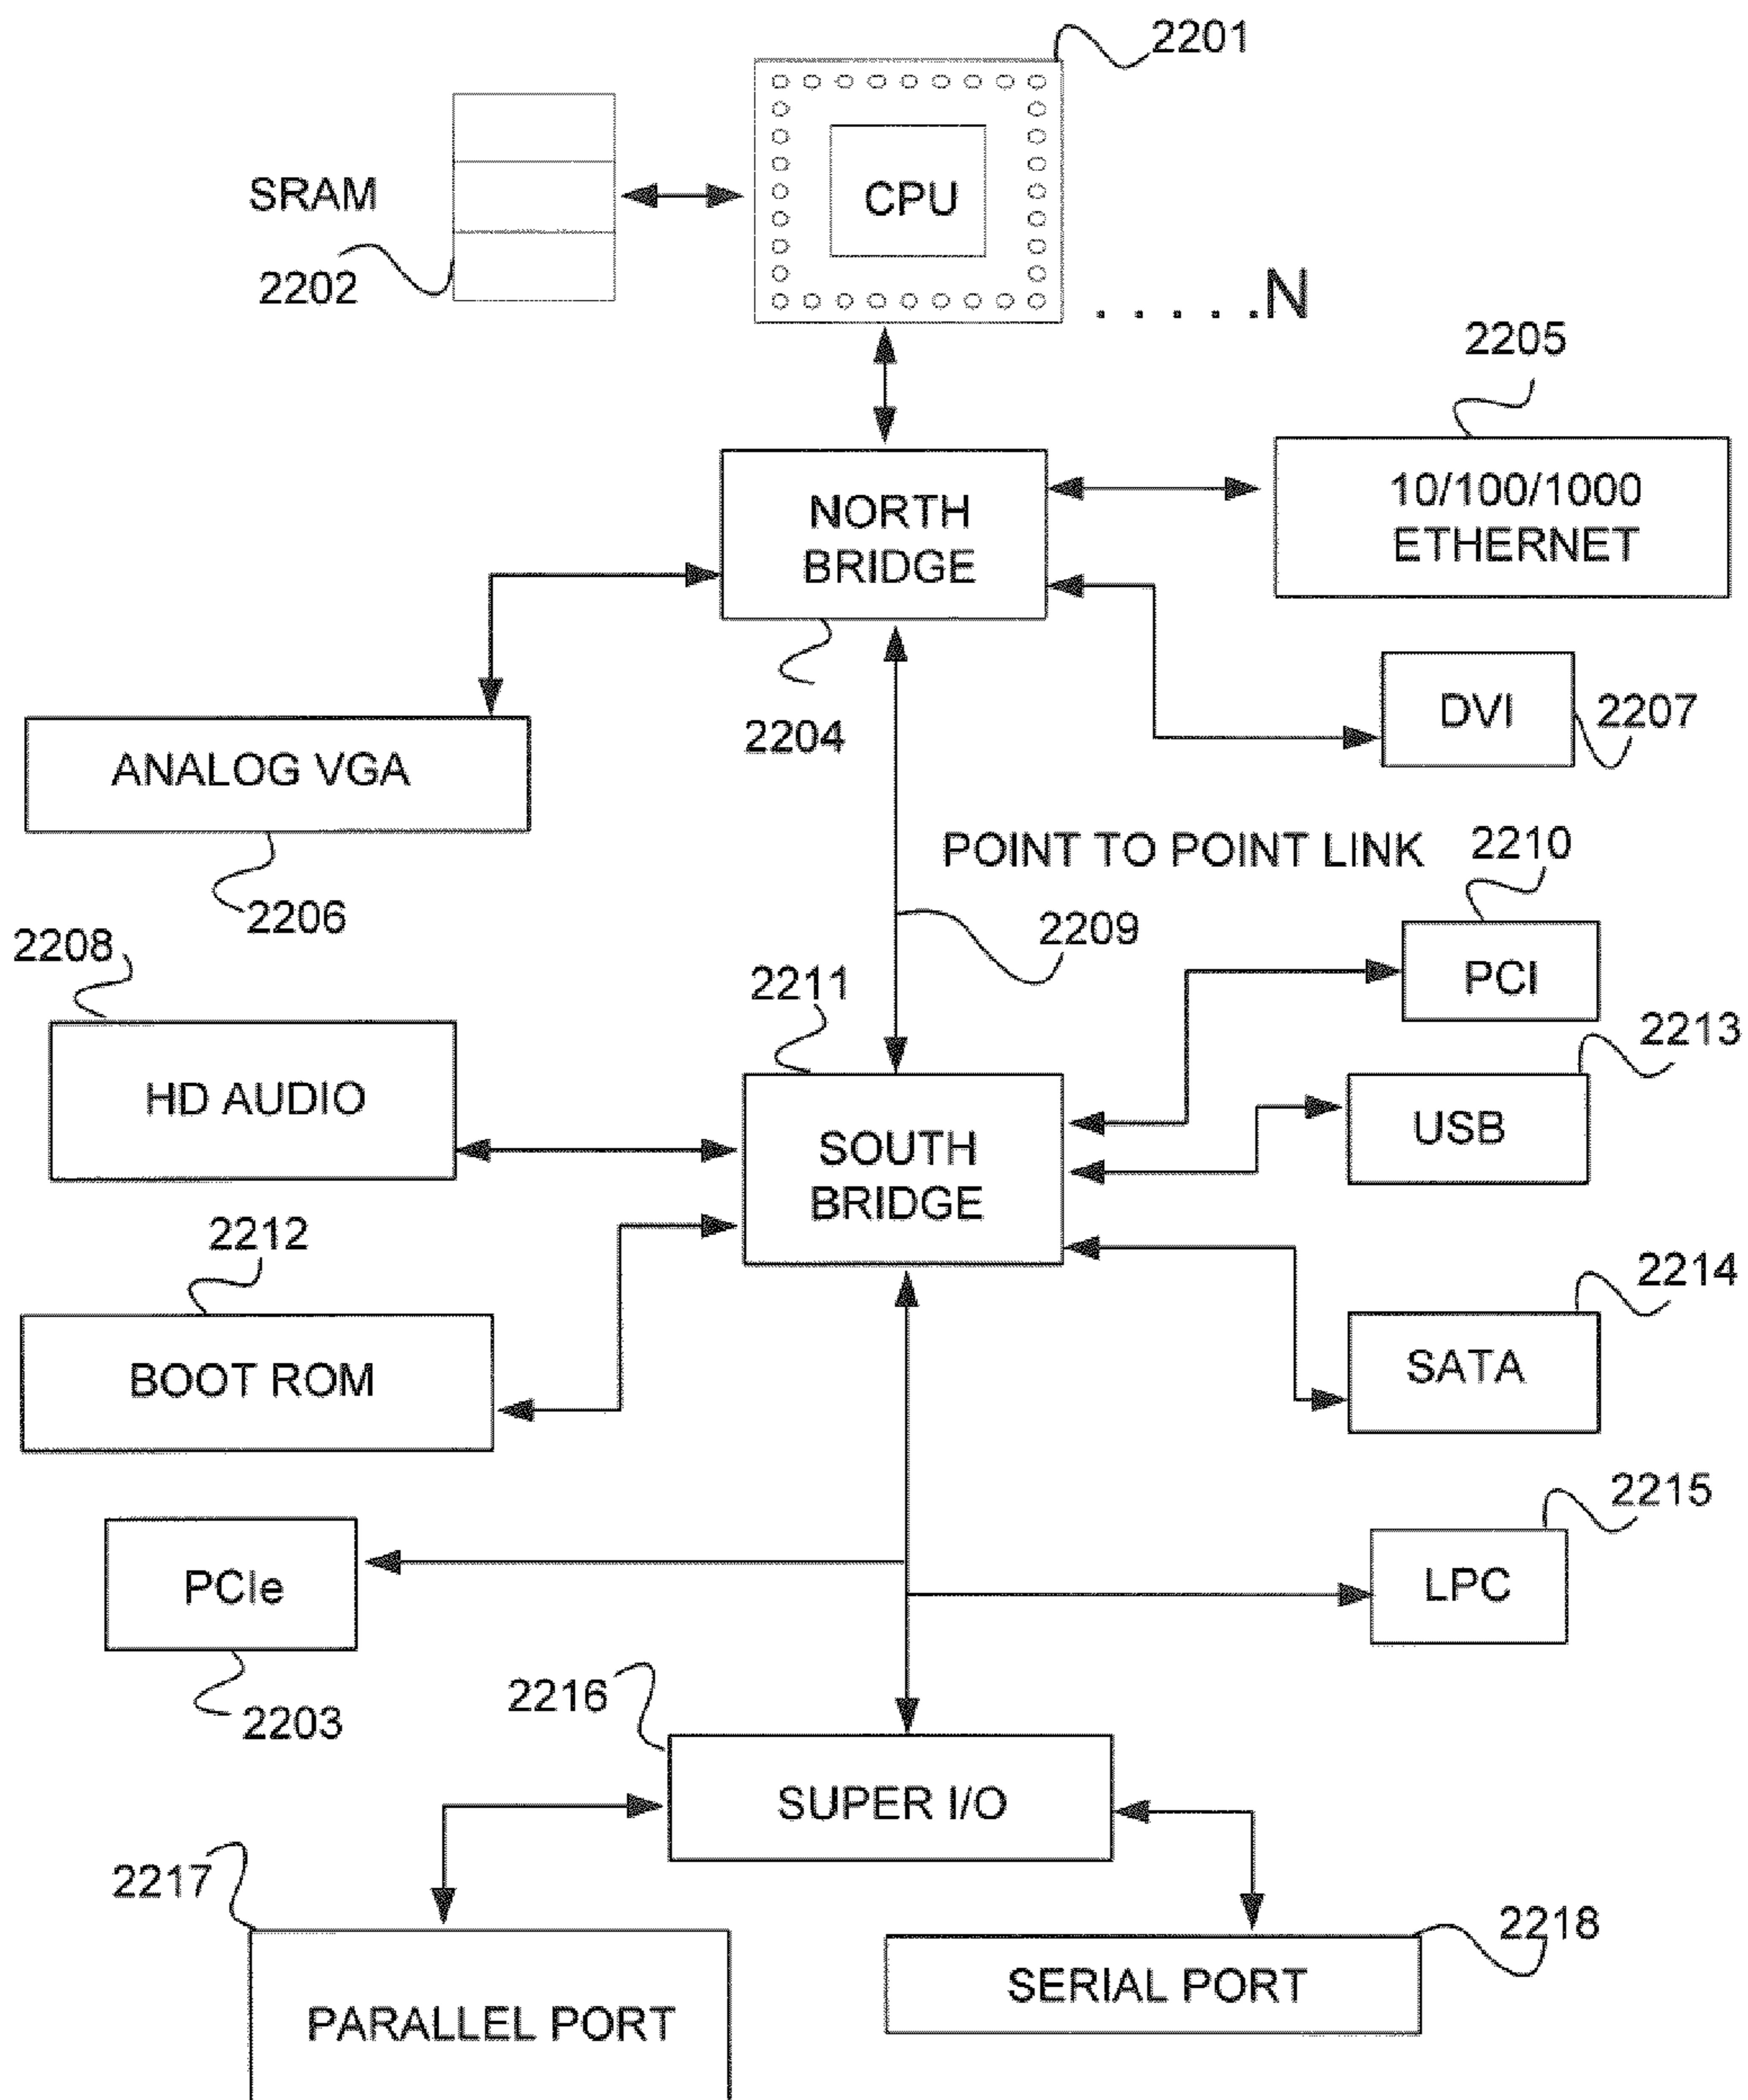 2201
SRAM
CPU
2202
. . . . .N
2205
NORTH
BRIDGE
10/100/1000
ETHERNET
2204
DVI
2207
ANALOG VGA
2206
POINT TO POINT LINK
2210
2208
2209
2211
PCI
2213
HD AUDIO
USB
SOUTH
BRIDGE
2212
2214
BOOT ROM
SATA
2215
PCIe
LPC
2203
2216
SUPER I/O
2217
2218
SERIAL PORT
PARALLEL PORT